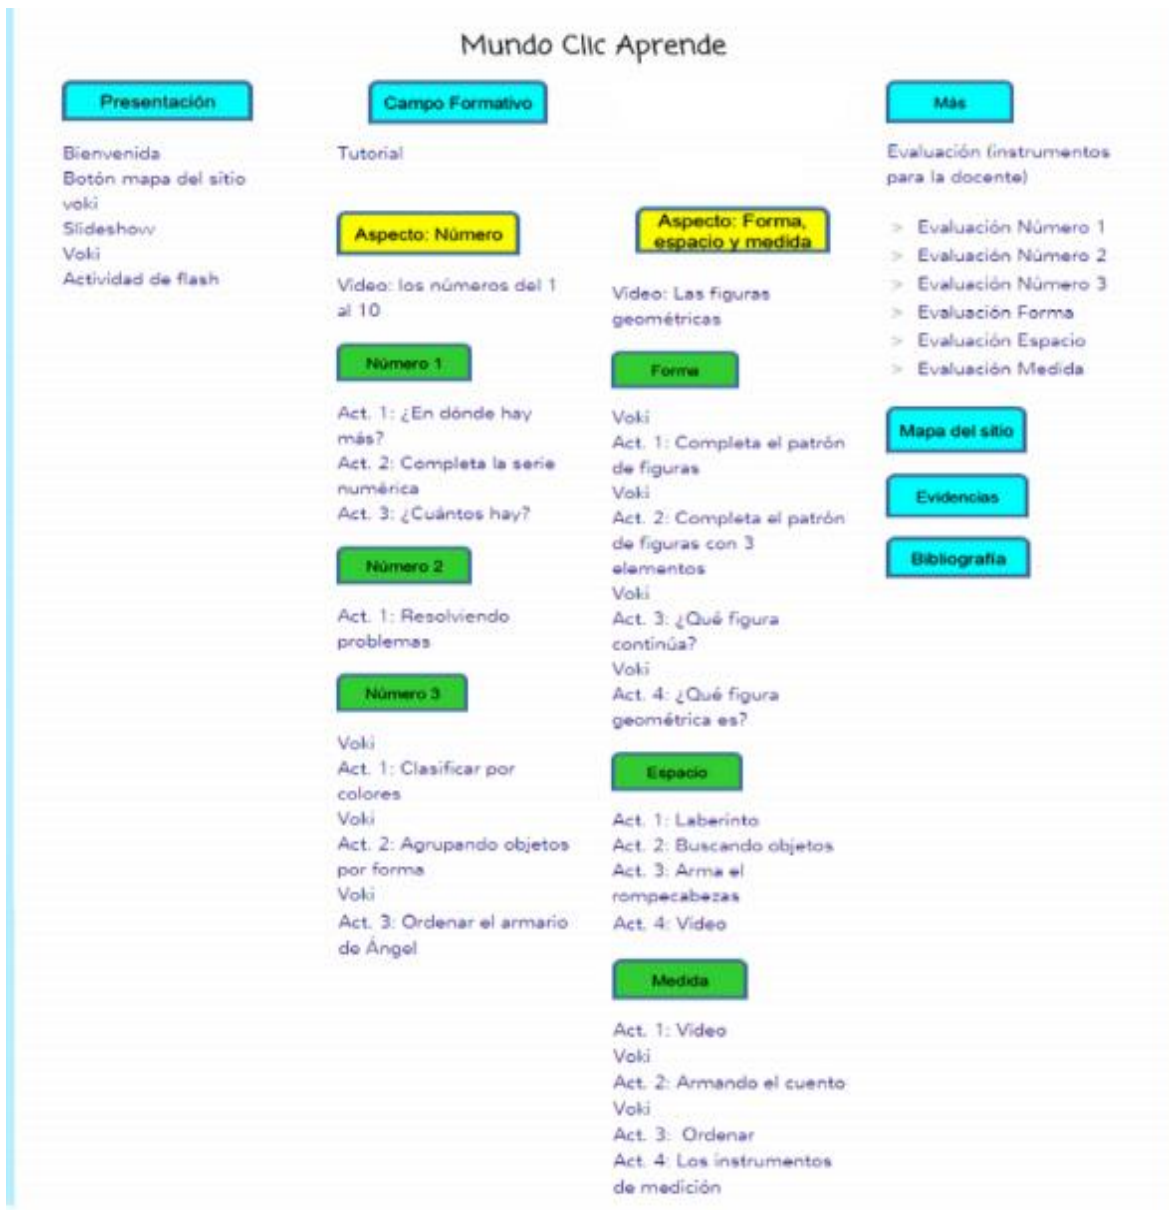 Mundo Clic Aprende
Presentación
Bienvenida
Botón mapa del sitio
voki
Slideshow
Voki
Actividad de flash
Campo Formativo
Tutorial
Aspecto: Número
Video: los números del 1
al 10
Número 1
Act. 1: ¿En dónde hay
más?
Act. 2: Completa la serie
numérica
Act. 3: ¿Cuántos hay?
Número 2
Act. 1: Resolviendo
problemas
Número 3
Voki
Act. 1: Clasificar por
colores
Voki
Act. 2: Agrupando objetos
por forma
Voki
Act. 3: Ordenar el armario
de Ángel
Aspecto: Forma,
espacio y medida
Video: Las figuras
geométricas
Forma
Voki
Act. 1: Completa el patrón
de figuras
Voki
Act. 2: Completa el patrón
de figuras con 3
elementos
Voki
Act. 3: ¿Qué figura
continúa?
Voki
Act. 4: ¿Qué figura
geométrica es?
Espacio
Act. 1: Laberinto
Act. 2: Buscando objetos
Act. 3: Arma el
rompecabezas
Act. 4: Video
Medida
Act. 1: Video
Voki
Act. 2: Armando el cuento
Voki
Act. 3: Ordenar
Act. 4: Los instrumentos
de medición
Más
Evaluación (instrumentos
para la docente)
> Evaluación Número 1
> Evaluación Número 2
> Evaluación Número 3
> Evaluación Forma
> Evaluación Espacio
> Evaluación Medida
Mapa del sitio
Evidencias
Bibliografía